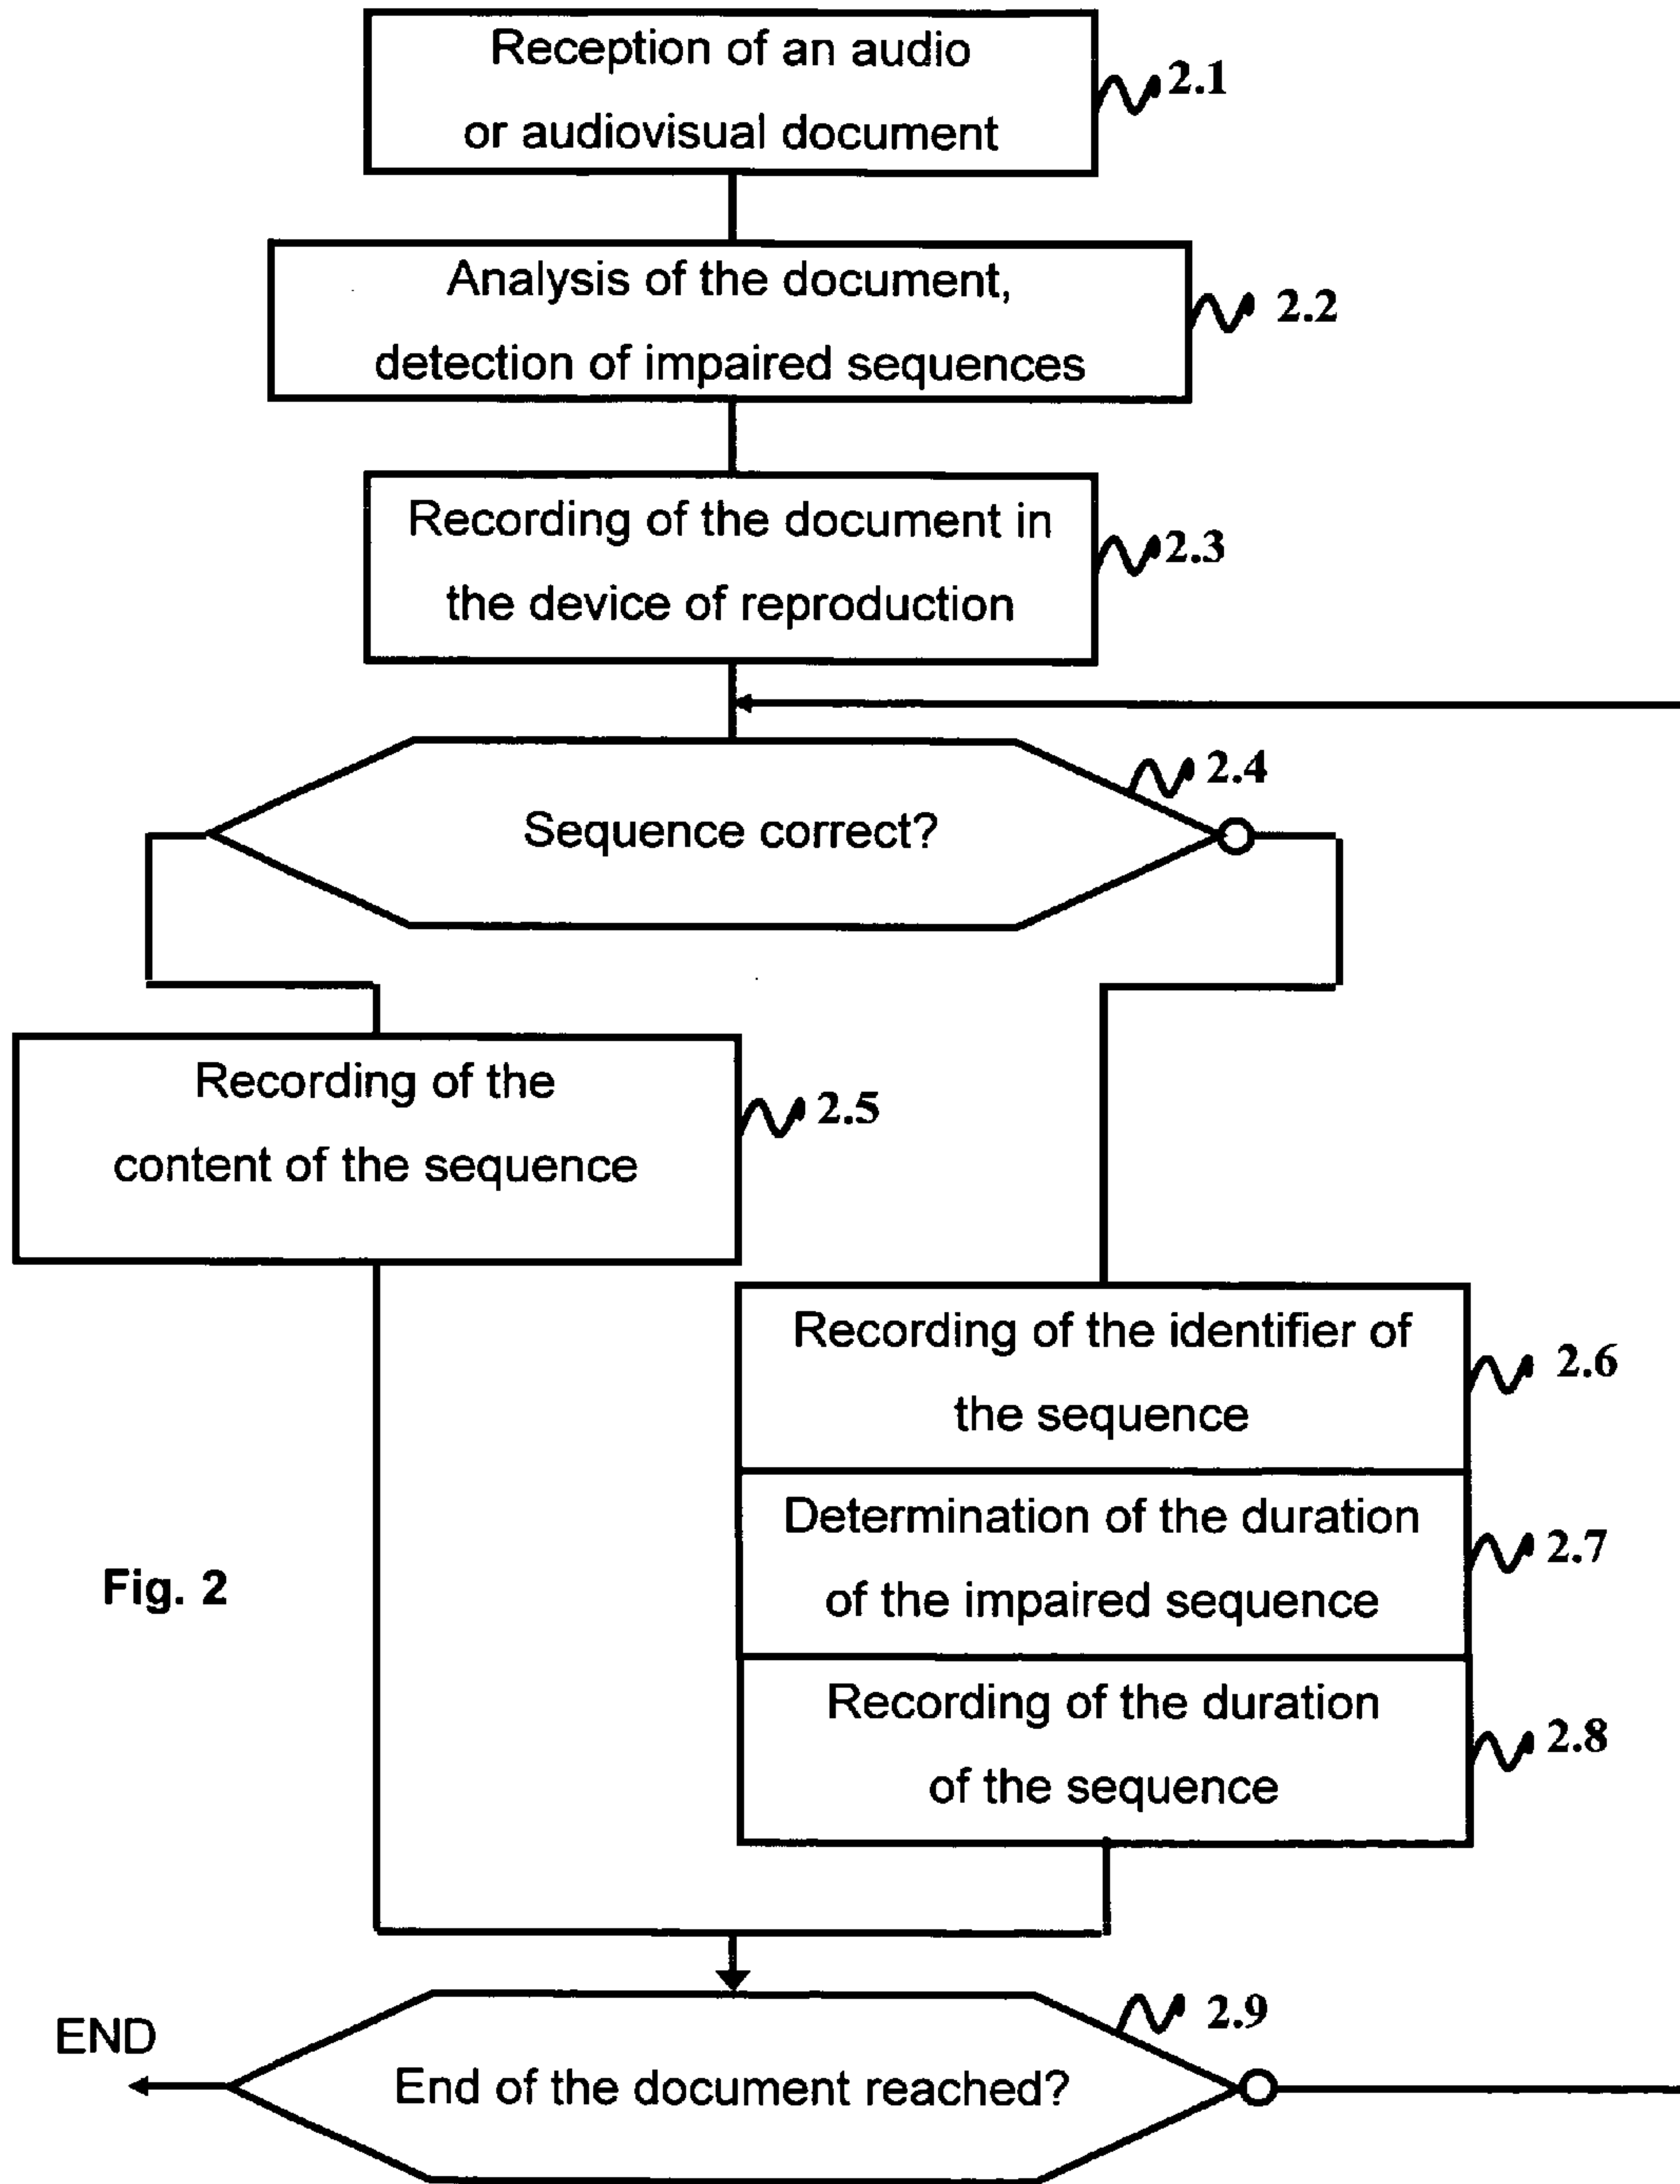 Reception of an audio
or audiovisual document
2.1
Analysis of the document,
detection of impaired sequences
2.2
Recording of the document in
the device of reproduction
2.3
2.4
Sequence correct?
Recording of the
content of the sequence
2.5
Recording of the identifier of
the sequence
2.6
Determination of the duration
of the impaired sequence
2.7
Fig. 2
Recording of the duration
of the sequence
2.8
2.9
END
End of the document reached?